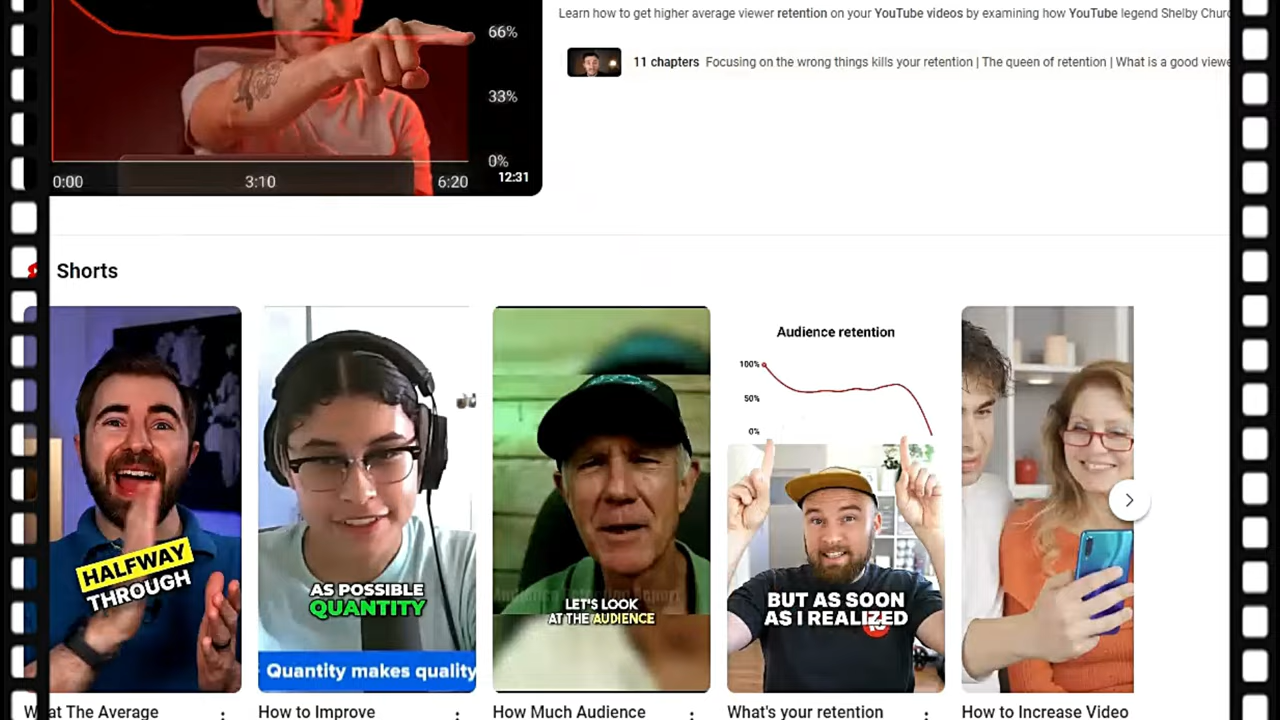 Learn how to get higher average viewer retention on your YouTube videos by examining how YouTube legend Shelby
66%
11 chapters Focusing on the wrong things kills your retention | The queen of retention | What is a good
33%
0%
12:31
0:00 3:10 6:20
Shorts
Audience retention
100%
50%
0%
HALFWAY
THROUGH
AS POSSIBLE
QUANTITY
Quantity makes quality
LET'S LOOK
AT THE AUDIENCE
BUT AS SOON
AS I REALIZED
What The Average
How to Improve
How Much Audience
What's your retention
How to Increase Video